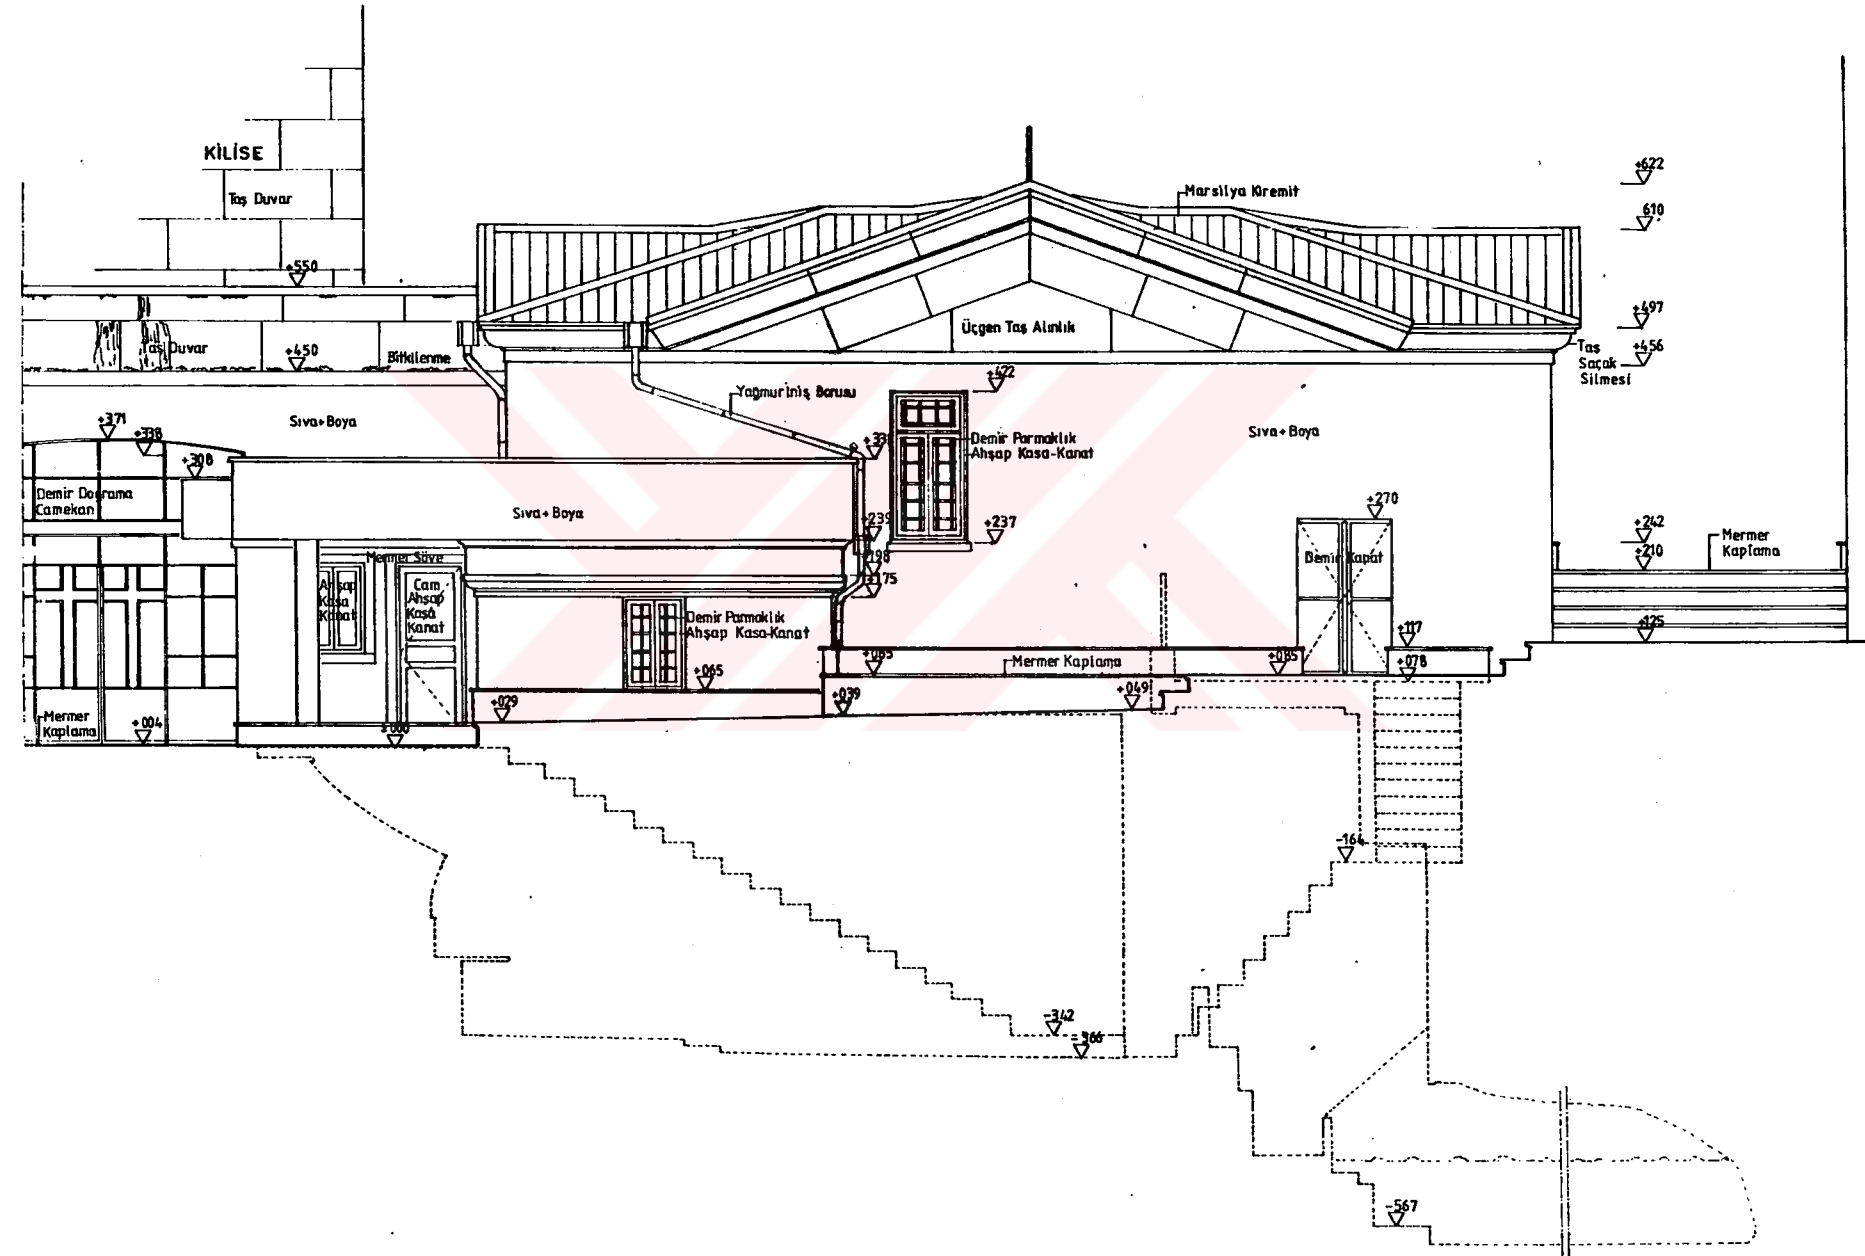 KİLİSE
Taş Duvar
+550
Taş Duvar
+450
Bitkilenme
Sıva+Boya
+371
+338
+308
Demir Doğrama
Camekan
Sıva+Boya
Mermer Söve
Ahşap
Kasa
Kanat
Cam
Ahşap
Kasa
Kanat
Mermer
Kaplama
+004
±000
+029
Demir Parmaklık
Ahşap Kasa-Kanat
+065
+039
Marsilya Kiremit
Üçgen Taş Alınlık
Yağmur İniş Borusu
+422
Demir Parmaklık
Ahşap Kasa-Kanat
+237
+239
+198
+175
Sıva+Boya
+270
Demir Kanat
+085
Mermer Kaplama
+085
+117
+078
+049
+622
610
+497
+456
Taş
Saçak
Silmesi
+242
+210
Mermer
Kaplama
+125
-164
-342
-366
-567